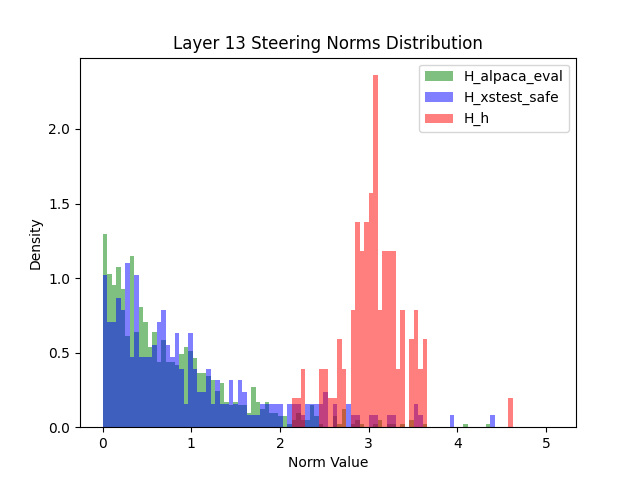 Layer 13 Steering Norms Distribution
H_alpaca_eval
H_xstest_safe
H_h
Density
2.0
1.5
1.0
0.5
0.0
0 1 2 3 4 5
Norm Value